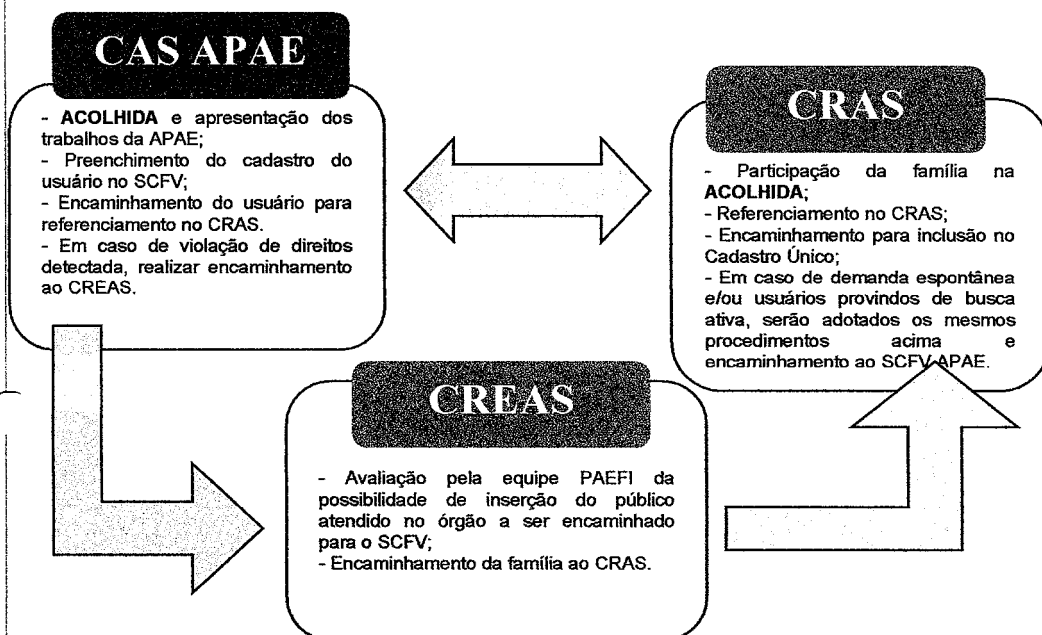 CAS APAE
- ACOLHIDA e apresentação dos
trabalhos da APAE;
- Preenchimento do cadastro do
usuário no SCFV;
- Encaminhamento do usuário para
referenciamento no CRAS.
- Em caso de violação de direitos
detectada, realizar encaminhamento
ao CREAS.
CRAS
- Participação da família na
ACOLHIDA;
- Referenciamento no CRAS;
- Encaminhamento para inclusão no
Cadastro Único;
- Em caso de demanda espontânea
e/ou usuários provindos de busca
ativa, serão adotados os mesmos
procedimentos acima e
encaminhamento ao SCFV-APAE.
CREAS
- Avaliação pela equipe PAEFI da
possibilidade de inserção do público
atendido no órgão a ser encaminhado
para o SCFV;
- Encaminhamento da família ao CRAS.